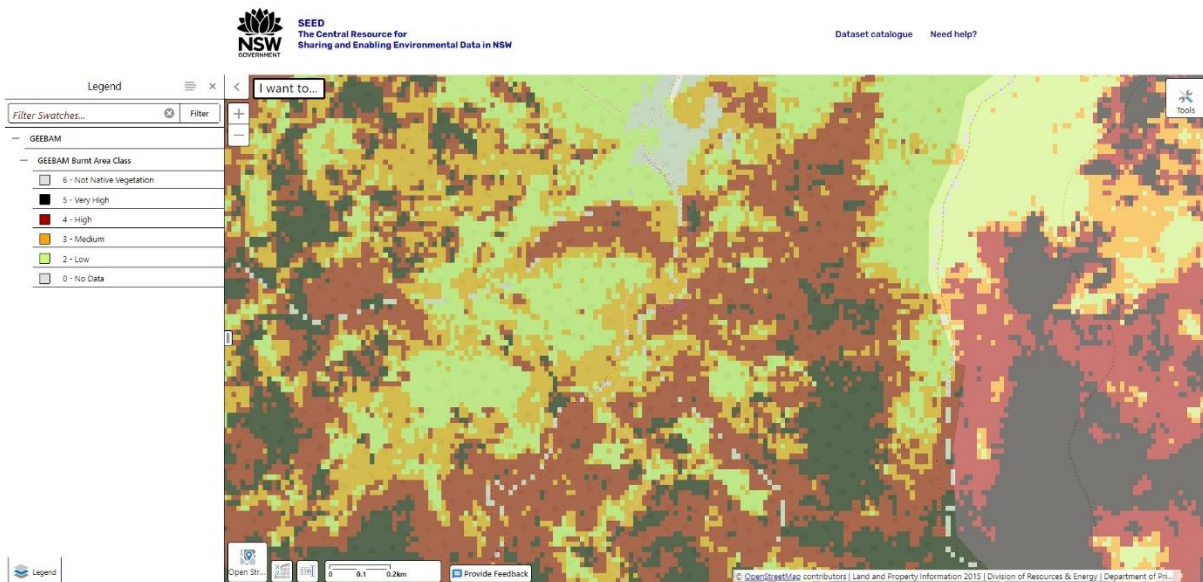 NSW
GOVERNMENT
SEED
The Central Resource for
Sharing and Enabling Environmental Data in NSW
Dataset catalogue Need help?
Legend
Filter Swatches... Filter
GEEBAM
GEEBAM Burnt Area Class
6 - Not Native Vegetation
5 - Very High
4 - High
3 - Medium
2 - Low
0 - No Data
I want to...
Tools
Legend
Open Str...
0 0.1 0.2km
Provide Feedback
© OpenStreetMap contributors | Land and Property Information 2015 | Division of Resources & Energy | Department of Pri...